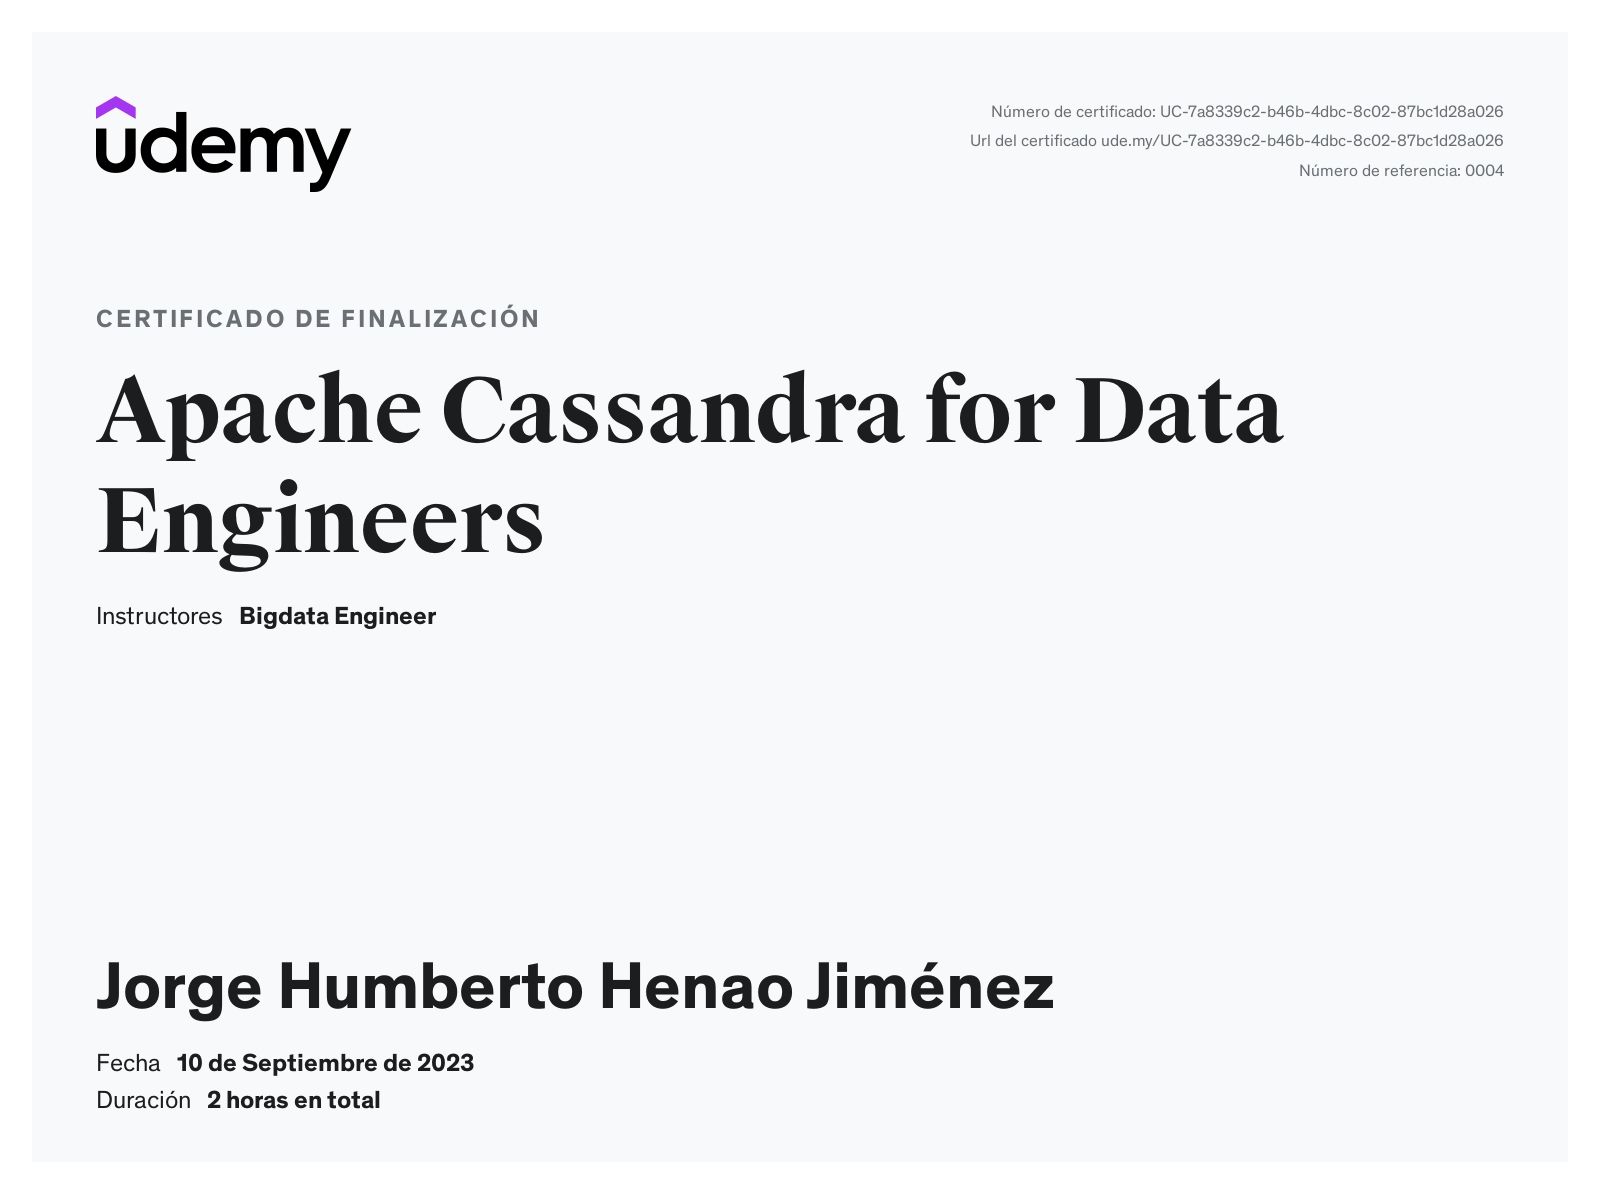 udemy
Número de certificado: UC-7a8339c2-b46b-4dbc-8c02-87bc1d28a026
Url del certificado ude.my/UC-7a8339c2-b46b-4dbc-8c02-87bc1d28a026
Número de referencia: 0004
CERTIFICADO DE FINALIZACIÓN
Apache Cassandra for Data
Engineers
Instructores Bigdata Engineer
Jorge Humberto Henao Jiménez
Fecha 10 de Septiembre de 2023
Duración 2 horas en total